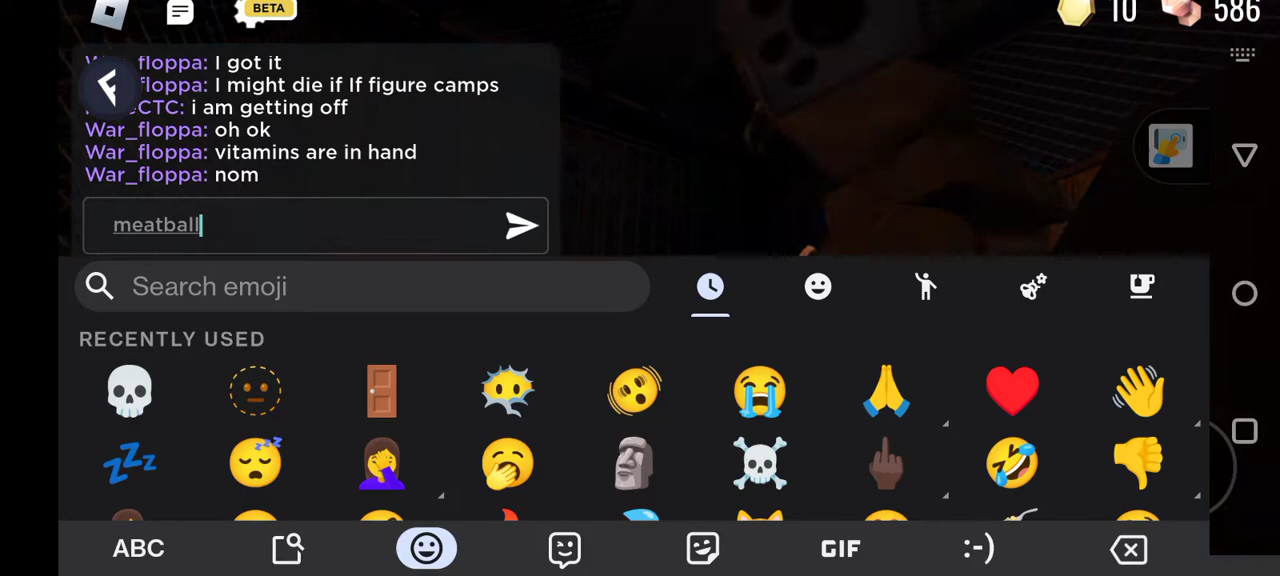 BETA
10
586
floppa: I got it
floppa: I might die if If figure camps
CTC: i am getting off
War_floppa: oh ok
War_floppa: vitamins are in hand
War_floppa: nom
meatball
Search emoji
RECENTLY USED
ABC
GIF
:-)